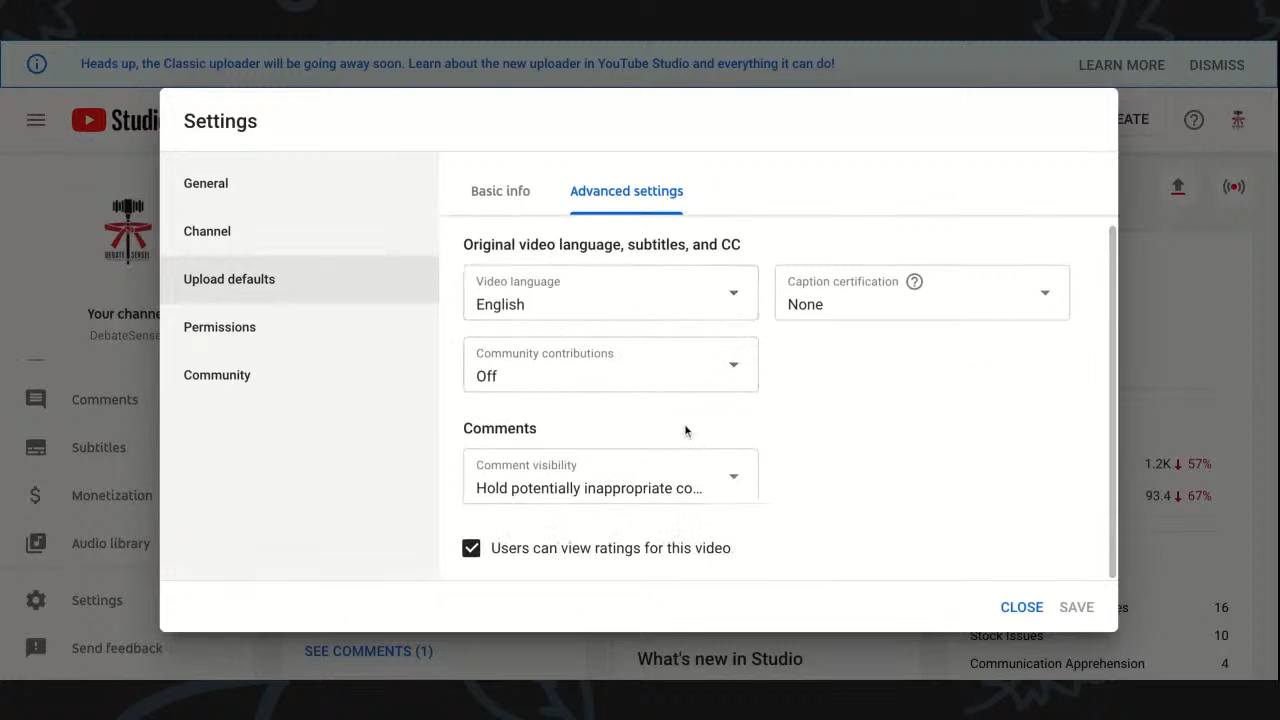 Heads up, the Classic uploader will be going away soon. Learn about the new uploader in YouTube Studio and everything it can do!
LEARN MORE
DISMISS
Studi
EATE
Settings
General
Channel
Upload defaults
Permissions
Community
Basic info
Advanced settings
Original video language, subtitles, and CC
Video language
English
Caption certification
None
Community contributions
Off
Comments
Comment visibility
Hold potentially inappropriate co...
Users can view ratings for this video
CLOSE
SAVE
DEBATE SENSEI
Your channe
DebateSense
Comments
Subtitles
Monetization
Audio library
Settings
Send feedback
1.2K 57%
93.4 67%
SEE COMMENTS (1)
What's new in Studio
es
16
Stock Issues
10
Communication Apprehension
4